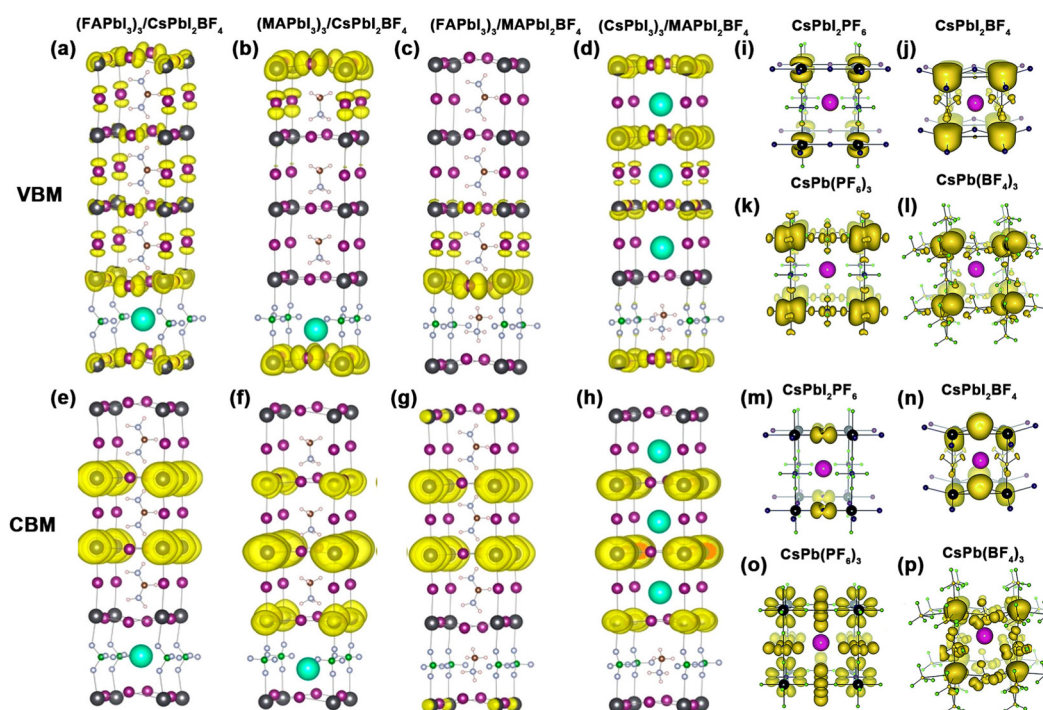 (FAPbI₃)₃/CsPbI₂BF₄
(MAPbI₃)₃/CsPbI₂BF₄
(FAPbI₃)₃/MAPbI₂BF₄
(CsPbI₃)₃/MAPbI₂BF₄
CsPbI₂PF₆
CsPbI₂BF₄
(a)
(b)
(c)
(d)
(i)
(j)
VBM
CsPb(PF₆)₃
CsPb(BF₄)₃
(k)
(l)
(e)
(f)
(g)
(h)
CsPbI₂PF₆
CsPbI₂BF₄
(m)
(n)
CBM
CsPb(PF₆)₃
CsPb(BF₄)₃
(o)
(p)